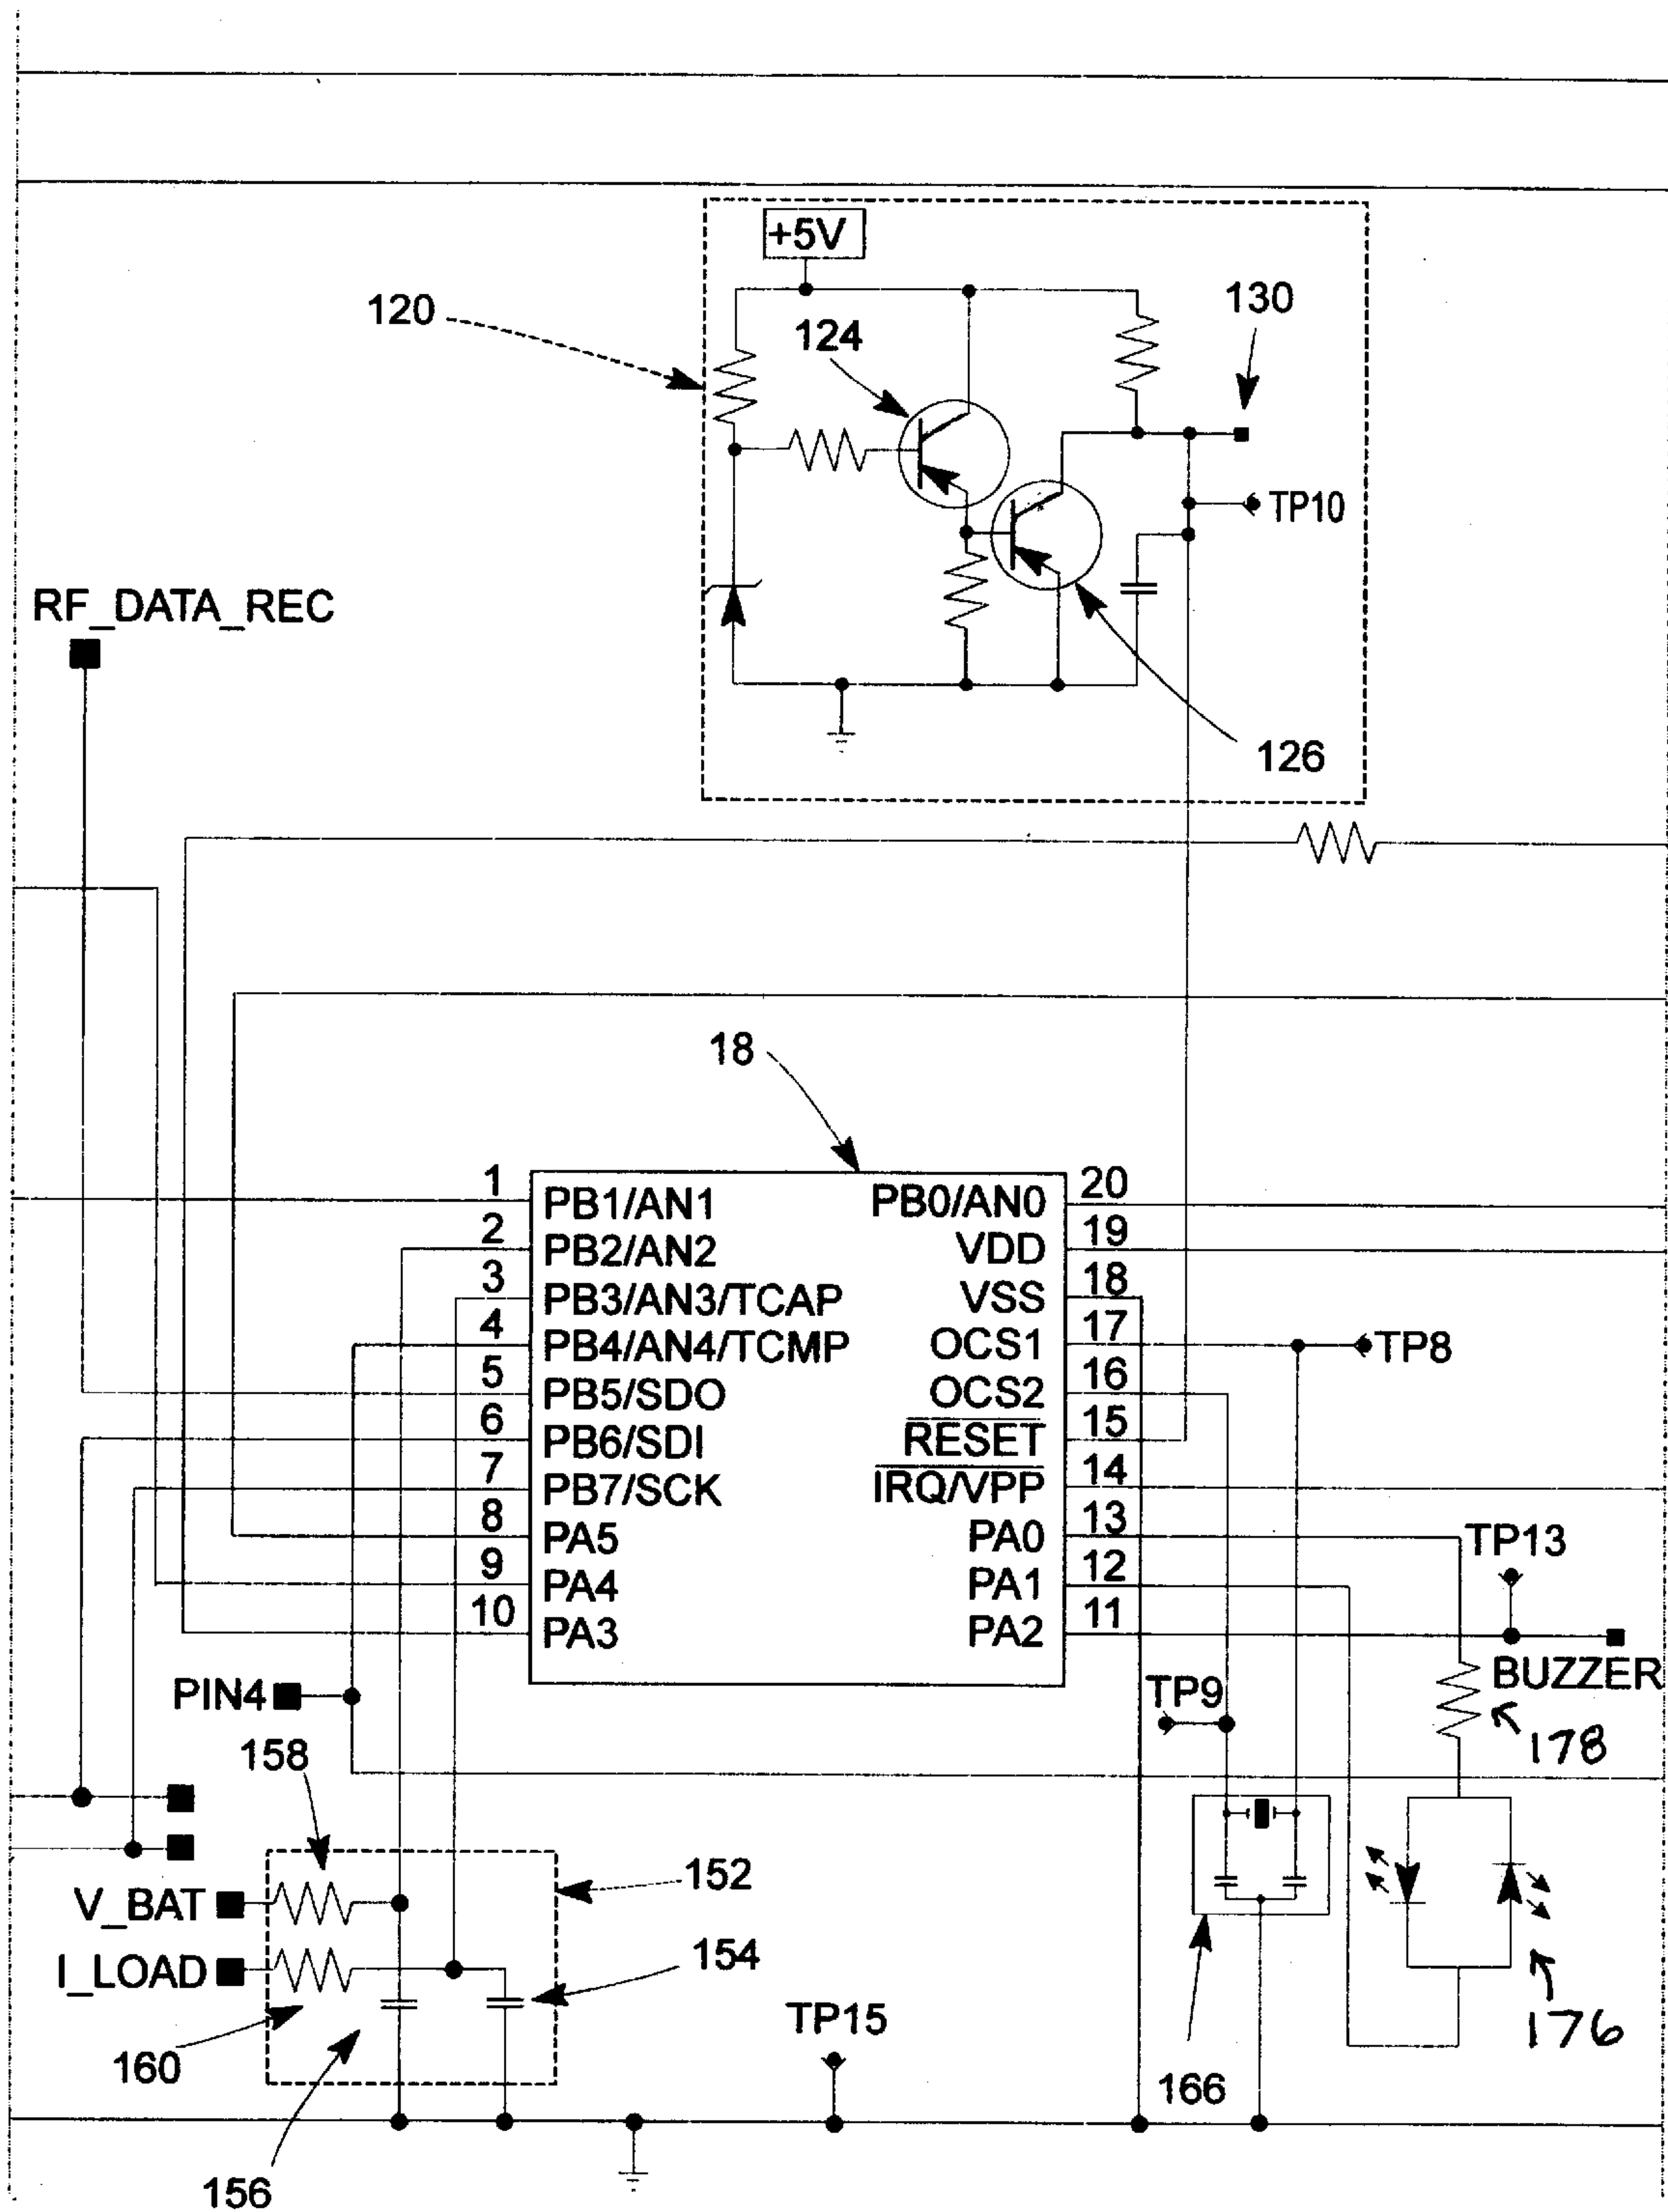 +5V
120
124
130
TP10
RF_DATA_REC
126
18
1 PB1/AN1 PB0/AN0 20
2 PB2/AN2 VDD 19
3 PB3/AN3/TCAP VSS 18
4 PB4/AN4/TCMP OCS1 17 TP8
5 PB5/SDO OCS2 16
6 PB6/SDI RESET 15
7 PB7/SCK IRQ/VPP 14
8 PA5 PA0 13 TP13
9 PA4 PA1 12
10 PA3 PA2 11
PIN4 TP9 BUZZER
158 178
V_BAT 152
I_LOAD 154
160 TP15 166 176
156